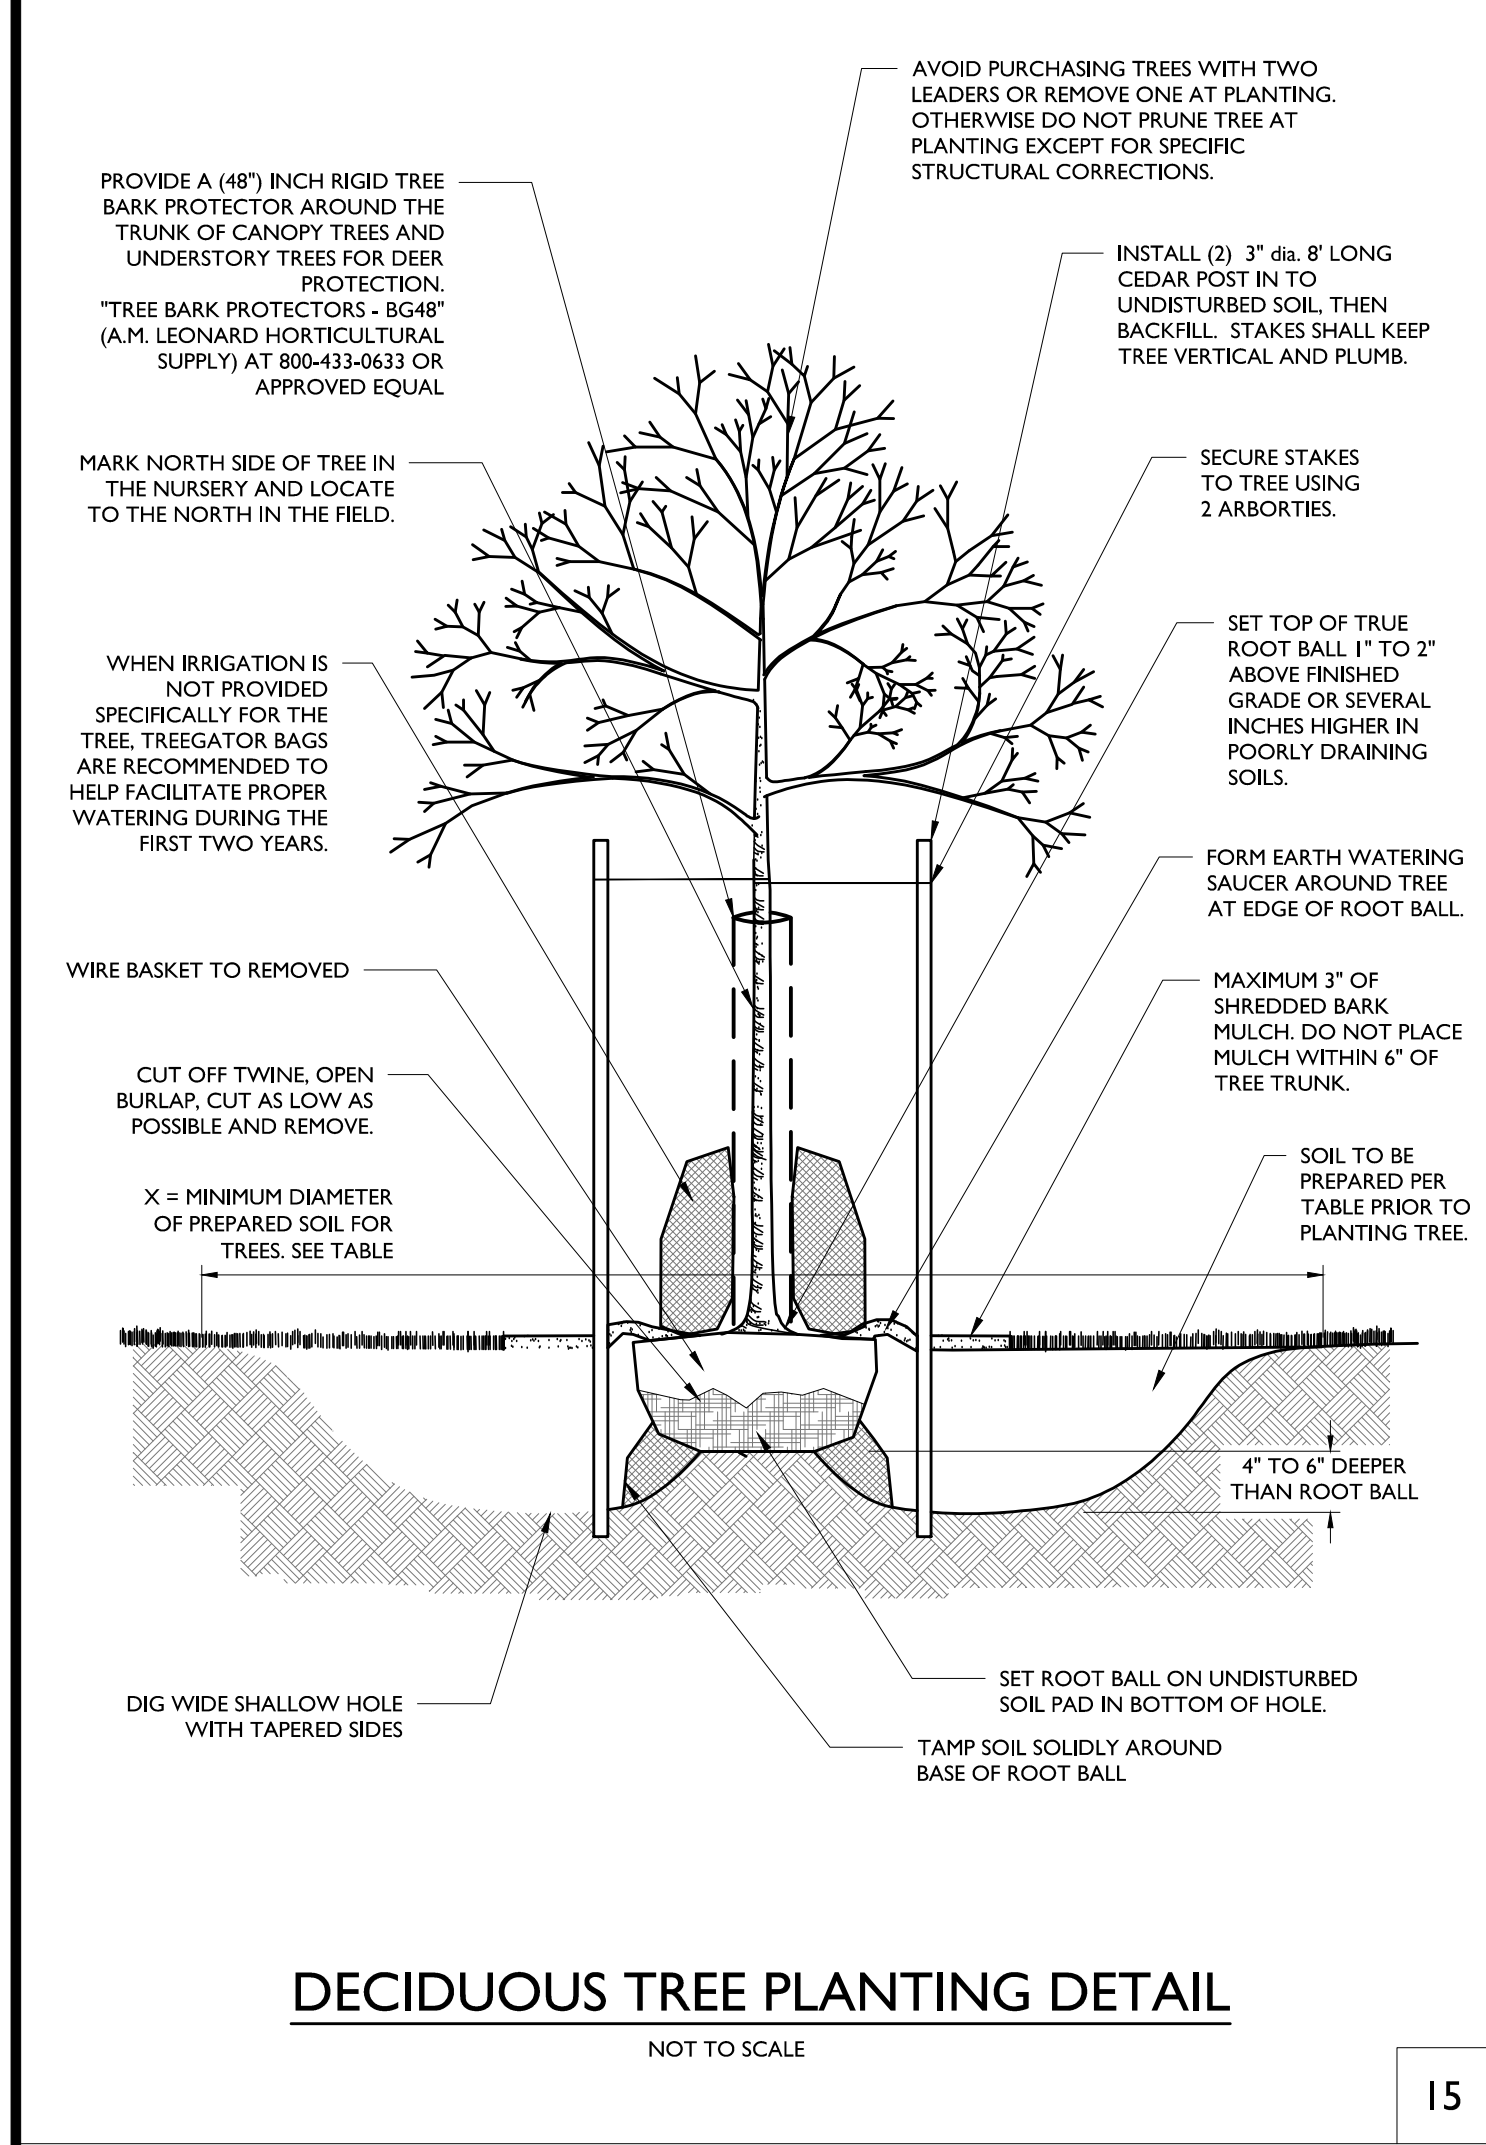 AVOID PURCHASING TREES WITH TWO
LEADERS OR REMOVE ONE AT PLANTING.
OTHERWISE DO NOT PRUNE TREE AT
PLANTING EXCEPT FOR SPECIFIC
STRUCTURAL CORRECTIONS.
PROVIDE A (48") INCH RIGID TREE
BARK PROTECTOR AROUND THE
TRUNK OF CANOPY TREES AND
UNDERSTORY TREES FOR DEER
PROTECTION.
"TREE BARK PROTECTORS - BG48"
(A.M. LEONARD HORTICULTURAL
SUPPLY) AT 800-433-0633 OR
APPROVED EQUAL
INSTALL (2) 3" dia. 8' LONG
CEDAR POST IN TO
UNDISTURBED SOIL, THEN
BACKFILL. STAKES SHALL KEEP
TREE VERTICAL AND PLUMB.
MARK NORTH SIDE OF TREE IN
THE NURSERY AND LOCATE
TO THE NORTH IN THE FIELD.
SECURE STAKES
TO TREE USING
2 ARBORTIES.
WHEN IRRIGATION IS
NOT PROVIDED
SPECIFICALLY FOR THE
TREE, TREEGATOR BAGS
ARE RECOMMENDED TO
HELP FACILITATE PROPER
WATERING DURING THE
FIRST TWO YEARS.
SET TOP OF TRUE
ROOT BALL 1" TO 2"
ABOVE FINISHED
GRADE OR SEVERAL
INCHES HIGHER IN
POORLY DRAINING
SOILS.
FORM EARTH WATERING
SAUCER AROUND TREE
AT EDGE OF ROOT BALL.
WIRE BASKET TO REMOVED
MAXIMUM 3" OF
SHREDDED BARK
MULCH. DO NOT PLACE
MULCH WITHIN 6" OF
TREE TRUNK.
CUT OFF TWINE, OPEN
BURLAP, CUT AS LOW AS
POSSIBLE AND REMOVE.
SOIL TO BE
PREPARED PER
TABLE PRIOR TO
PLANTING TREE.
X = MINIMUM DIAMETER
OF PREPARED SOIL FOR
TREES. SEE TABLE
4" TO 6" DEEPER
THAN ROOT BALL
SET ROOT BALL ON UNDISTURBED
SOIL PAD IN BOTTOM OF HOLE.
DIG WIDE SHALLOW HOLE
WITH TAPERED SIDES
TAMP SOIL SOLIDLY AROUND
BASE OF ROOT BALL
DECIDUOUS TREE PLANTING DETAIL
NOT TO SCALE
15